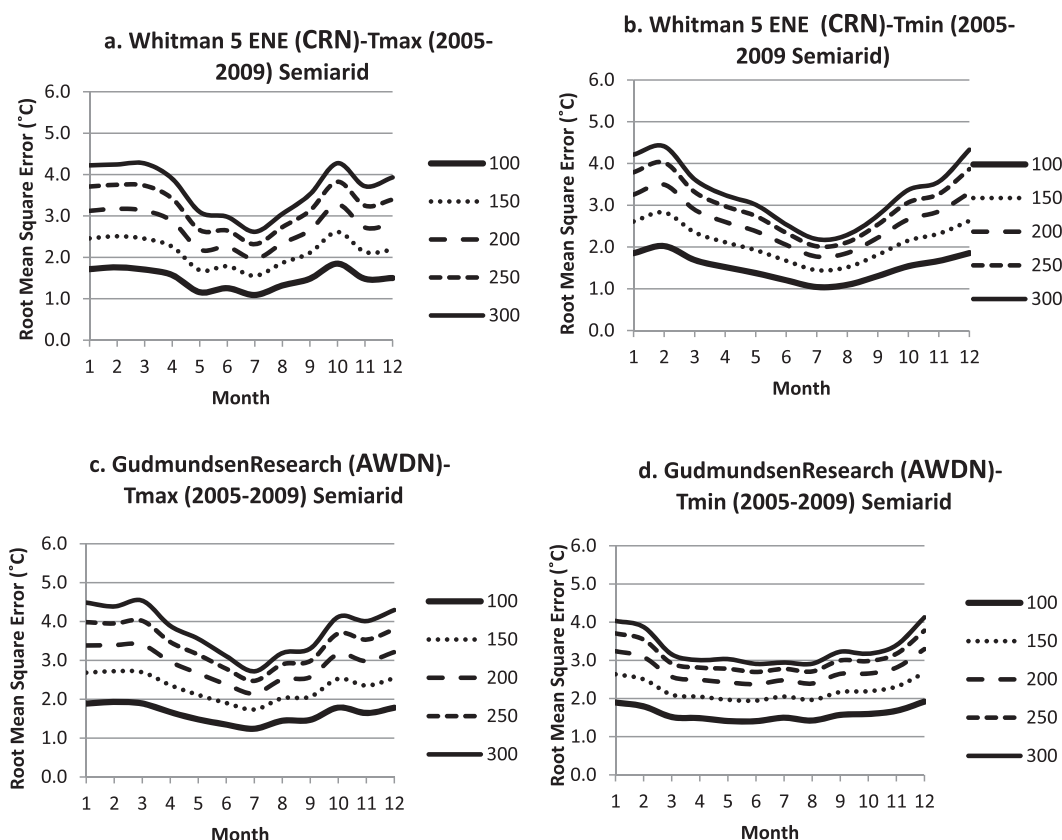 a. Whitman 5 ENE (CRN)-Tmax (2005-
2009) Semiarid
Root Mean Square Error (˚C)
6.0
5.0
4.0
3.0
2.0
1.0
0.0
1 2 3 4 5 6 7 8 9 10 11 12
Month
100
150
200
250
300
b. Whitman 5 ENE (CRN)-Tmin (2005-
2009 Semiarid)
Root Mean Square Error (˚C)
6.0
5.0
4.0
3.0
2.0
1.0
0.0
1 2 3 4 5 6 7 8 9 10 11 12
Month
100
150
200
250
300
c. GudmundsenResearch (AWDN)-
Tmax (2005-2009) Semiarid
Root Mean Square Error (˚C)
6.0
5.0
4.0
3.0
2.0
1.0
0.0
1 2 3 4 5 6 7 8 9 10 11 12
Month
100
150
200
250
300
d. GudmundsenResearch (AWDN)-
Tmin (2005-2009) Semiarid
Root Mean Square Error (˚C)
6.0
5.0
4.0
3.0
2.0
1.0
0.0
1 2 3 4 5 6 7 8 9 10 11 12
Month
100
150
200
250
300